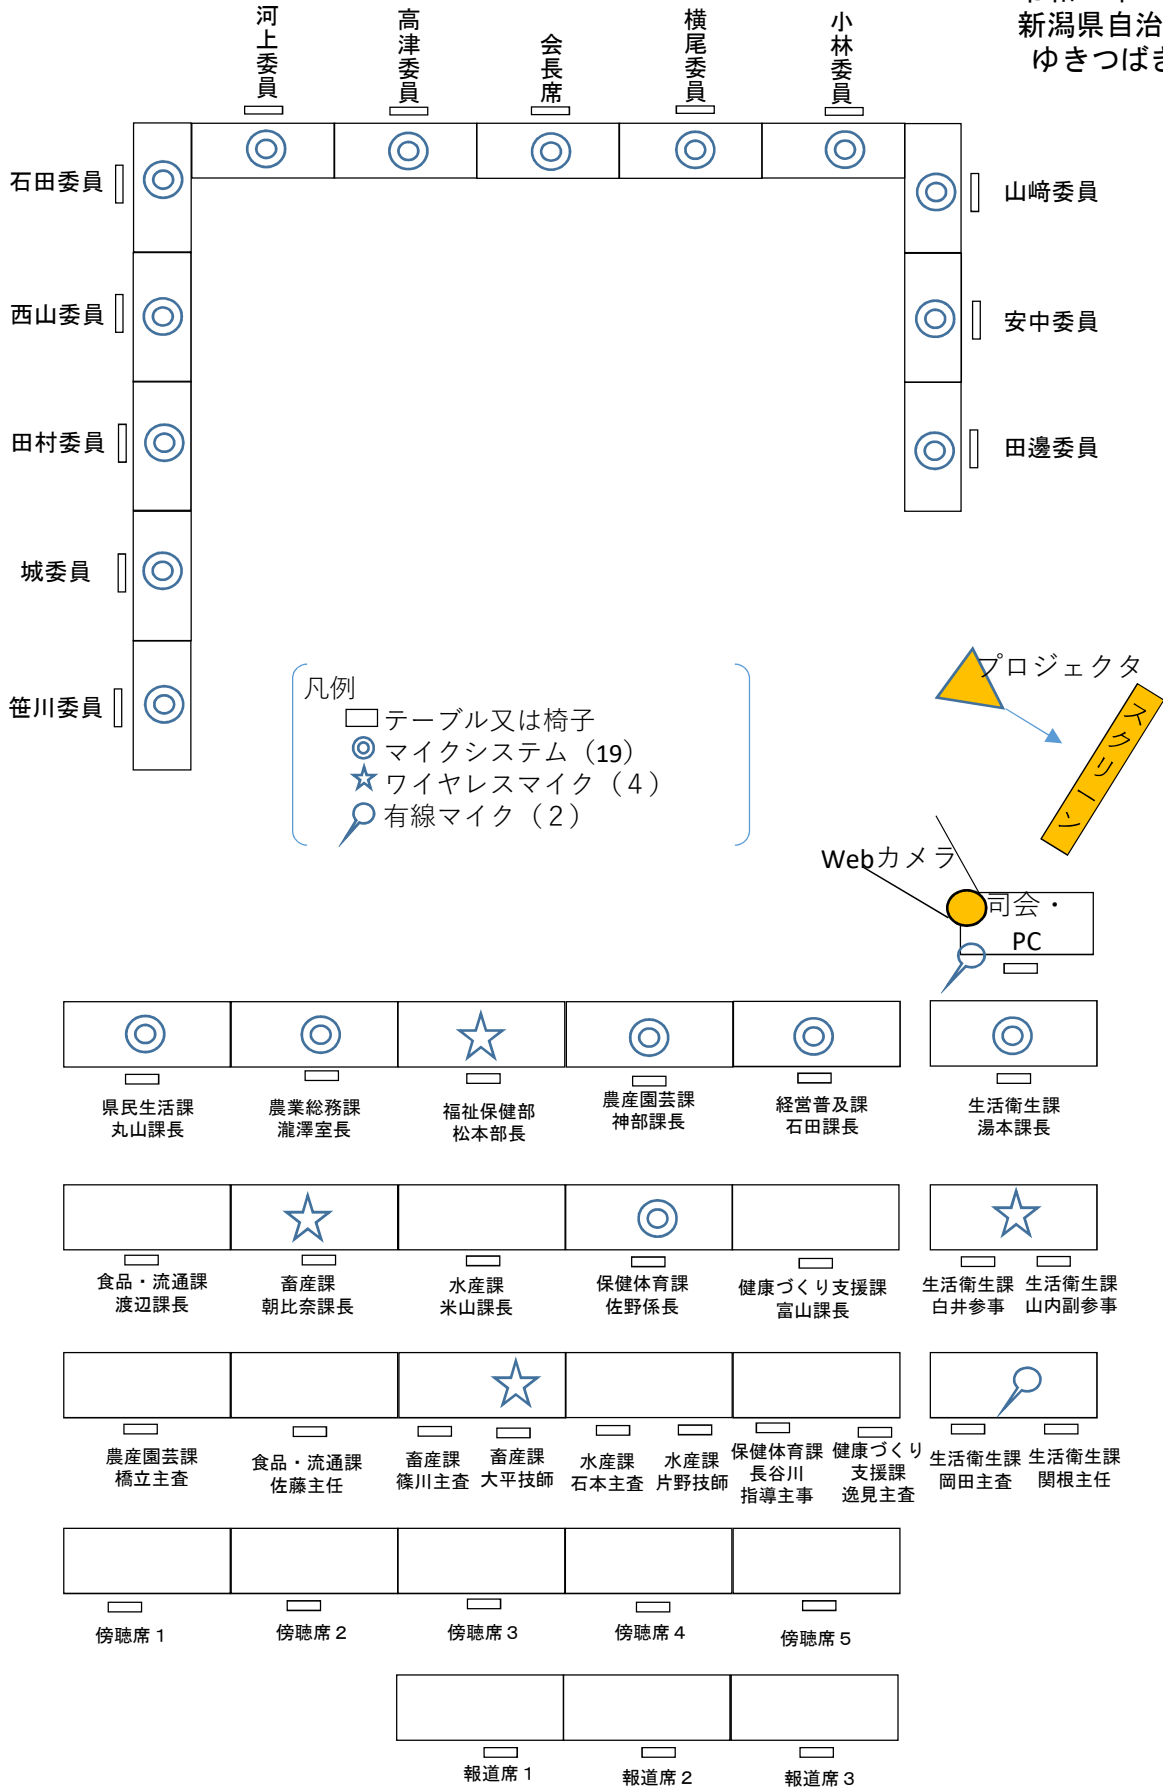 新潟県自治
ゆきつばき
河上委員
高津委員
会長席
横尾委員
小林委員
石田委員
山﨑委員
西山委員
安中委員
田村委員
田邊委員
城委員
笹川委員
凡例
テーブル又は椅子
マイクシステム（19）
ワイヤレスマイク（４）
有線マイク（２）
プロジェクタ
スクリーン
Webカメラ
司会・
PC
県民生活課
丸山課長
農業総務課
瀧澤室長
福祉保健部
松本部長
農産園芸課
神部課長
経営普及課
石田課長
生活衛生課
湯本課長
食品・流通課
渡辺課長
畜産課
朝比奈課長
水産課
米山課長
保健体育課
佐野係長
健康づくり支援課
富山課長
生活衛生課
白井参事
生活衛生課
山内副参事
農産園芸課
橋立主査
食品・流通課
佐藤主任
畜産課
篠川主査
畜産課
大平技師
水産課
石本主査
水産課
片野技師
保健体育課
長谷川
指導主事
健康づくり
支援課
逸見主査
生活衛生課
岡田主査
生活衛生課
関根主任
傍聴席１
傍聴席２
傍聴席３
傍聴席４
傍聴席５
報道席１
報道席２
報道席３